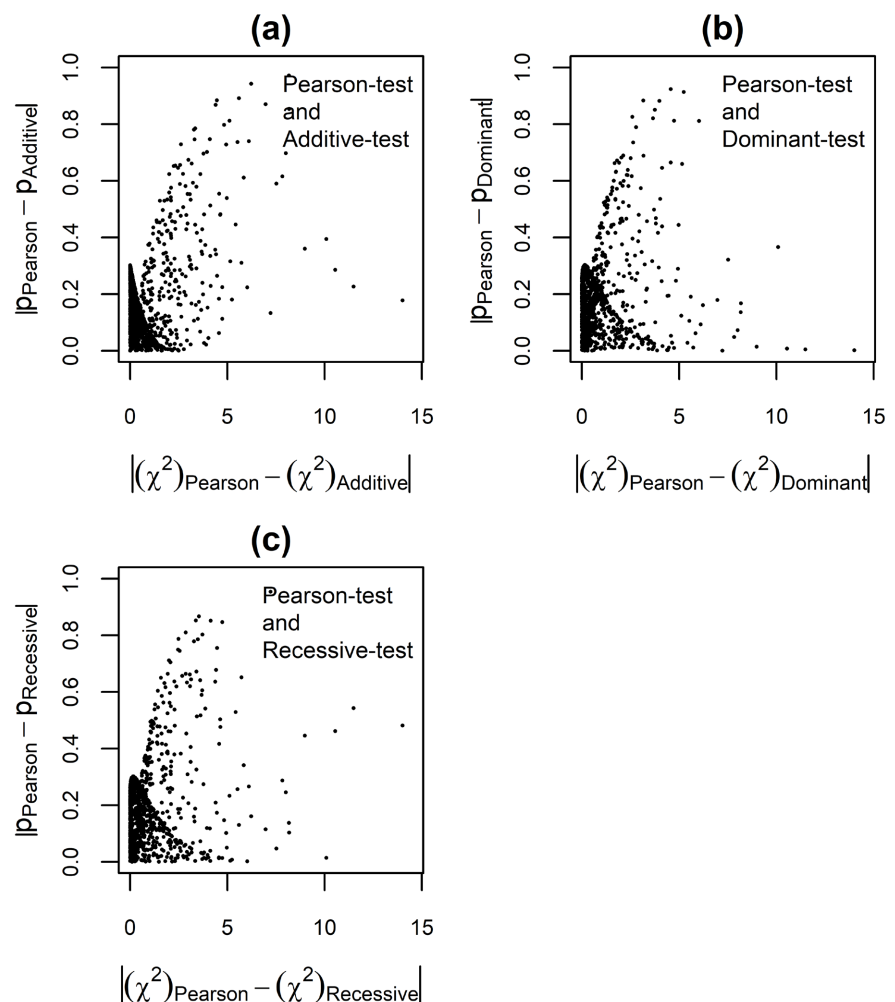 (a)
1.0
0.8
0.6
0.4
0.2
0.0
|pPearson − pAdditive|
Pearson-test
and
Additive-test
0 5 10 15
|(χ²)Pearson − (χ²)Additive|
(b)
1.0
0.8
0.6
0.4
0.2
0.0
|pPearson − pDominant|
Pearson-test
and
Dominant-test
0 5 10 15
|(χ²)Pearson − (χ²)Dominant|
(c)
1.0
0.8
0.6
0.4
0.2
0.0
|pPearson − pRecessive|
Pearson-test
and
Recessive-test
0 5 10 15
|(χ²)Pearson − (χ²)Recessive|